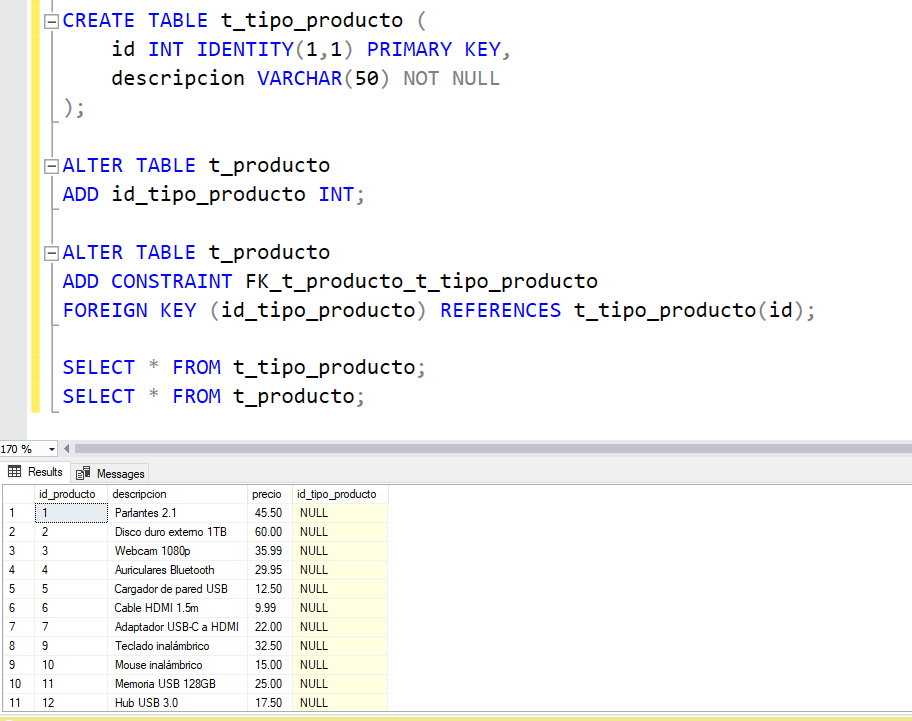 CREATE TABLE t_tipo_producto (
id INT IDENTITY(1,1) PRIMARY KEY,
descripcion VARCHAR(50) NOT NULL
);
ALTER TABLE t_producto
ADD id_tipo_producto INT;
ALTER TABLE t_producto
ADD CONSTRAINT FK_t_producto_t_tipo_producto
FOREIGN KEY (id_tipo_producto) REFERENCES t_tipo_producto(id);
SELECT * FROM t_tipo_producto;
SELECT * FROM t_producto;
170 %
Results Messages
id_producto descripcion precio id_tipo_producto
1 1 Parlantes 2.1 45.50 NULL
2 2 Disco duro externo 1TB 60.00 NULL
3 3 Webcam 1080p 35.99 NULL
4 4 Auriculares Bluetooth 29.95 NULL
5 5 Cargador de pared USB 12.50 NULL
6 6 Cable HDMI 1.5m 9.99 NULL
7 7 Adaptador USB-C a HDMI 22.00 NULL
8 9 Teclado inalámbrico 32.50 NULL
9 10 Mouse inalámbrico 15.00 NULL
10 11 Memoria USB 128GB 25.00 NULL
11 12 Hub USB 3.0 17.50 NULL